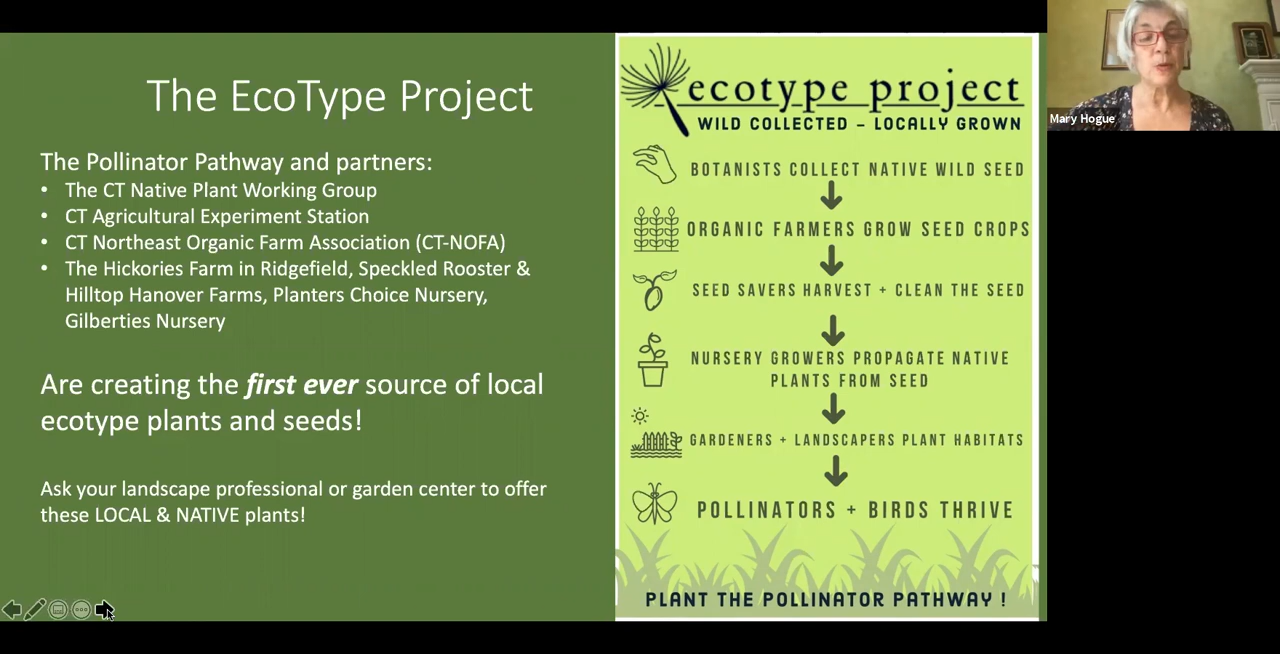 The EcoType Project
The Pollinator Pathway and partners:
• The CT Native Plant Working Group
• CT Agricultural Experiment Station
• CT Northeast Organic Farm Association (CT-NOFA)
• The Hickories Farm in Ridgefield, Speckled Rooster &
Hilltop Hanover Farms, Planters Choice Nursery,
Gilberties Nursery
Are creating the first ever source of local
ecotype plants and seeds!
Ask your landscape professional or garden center to offer
these LOCAL & NATIVE plants!
ecotype project
WILD COLLECTED - LOCALLY GROWN
BOTANISTS COLLECT NATIVE WILD SEED
ORGANIC FARMERS GROW SEED CROPS
SEED SAVERS HARVEST + CLEAN THE SEED
NURSERY GROWERS PROPAGATE NATIVE
PLANTS FROM SEED
GARDENERS + LANDSCAPERS PLANT HABITATS
POLLINATORS + BIRDS THRIVE
PLANT THE POLLINATOR PATHWAY !
Mary Hogue